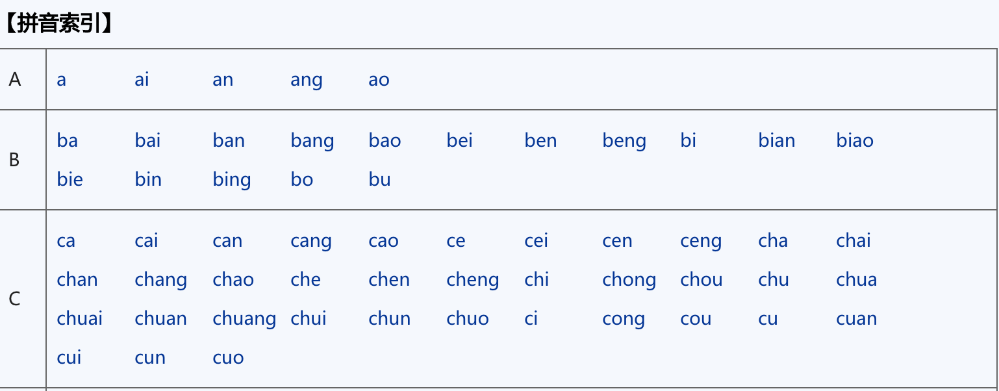 【拼音索引】
A a ai an ang ao
B ba bai ban bang bao bei ben beng bi bian biao
bie bin bing bo bu
C ca cai can cang cao ce cei cen ceng cha chai
chan chang chao che chen cheng chi chong chou chu chua
chuai chuan chuang chui chun chuo ci cong cou cu cuan
cui cun cuo